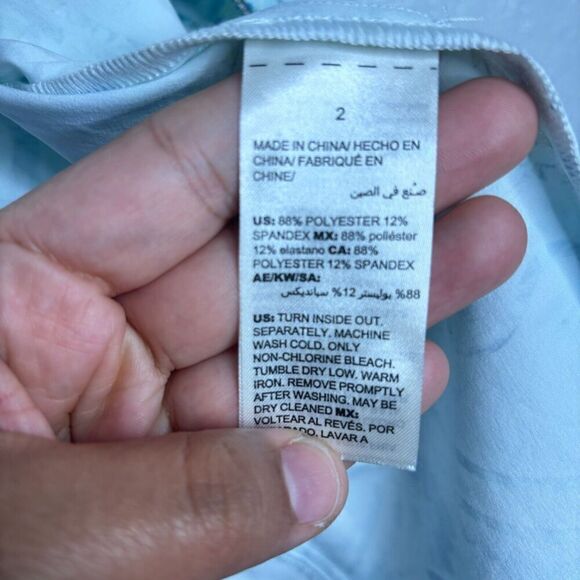 2
MADE IN CHINA/ HECHO EN
CHINA/ FABRIQUÉ EN
CHINE/
صنع في الصين
US: 88% POLYESTER 12%
SPANDEX MX: 88% poliéster
12% elastano CA: 88%
POLYESTER 12% SPANDEX
AE/KW/SA:
88% بوليستر 12% سبانديكس
US: TURN INSIDE OUT.
SEPARATELY. MACHINE
WASH COLD. ONLY
NON-CHLORINE BLEACH.
TUMBLE DRY LOW. WARM
IRON. REMOVE PROMPTLY
AFTER WASHING. MAY BE
DRY CLEANED MX:
VOLTEAR AL REVÉS. POR
LAVAR A